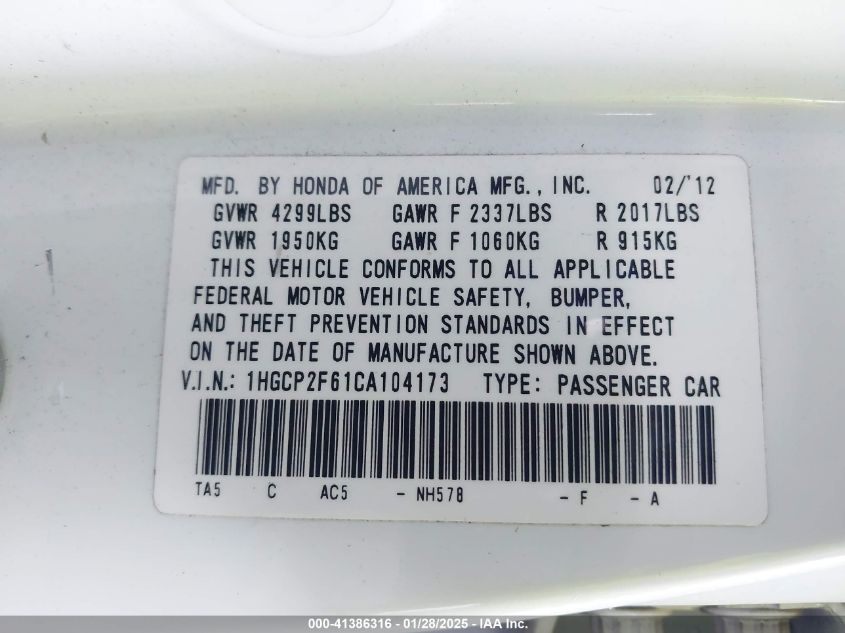 MFD. BY HONDA OF AMERICA MFG., INC. 02/'12
GVWR 4299LBS GAWR F 2337LBS R 2017LBS
GVWR 1950KG GAWR F 1060KG R 915KG
THIS VEHICLE CONFORMS TO ALL APPLICABLE
FEDERAL MOTOR VEHICLE SAFETY, BUMPER,
AND THEFT PREVENTION STANDARDS IN EFFECT
ON THE DATE OF MANUFACTURE SHOWN ABOVE.
V.I.N.: 1HGCP2F61CA104173 TYPE: PASSENGER CAR
TA5 C AC5 - NH578 - F - A
000-41386316 - 01/28/2025 - IAAI Inc.